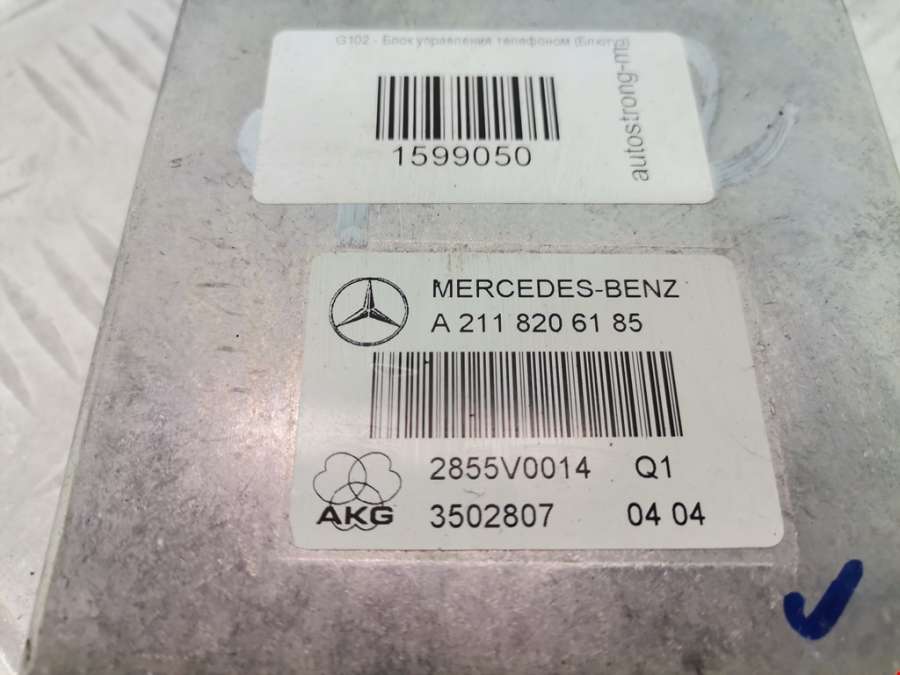 G102 - Блок управления телефоном (Блютуз)
1599050
autostrong-m
MERCEDES-BENZ
A 211 820 61 85
2855V0014 Q1
AKG 3502807 04 04